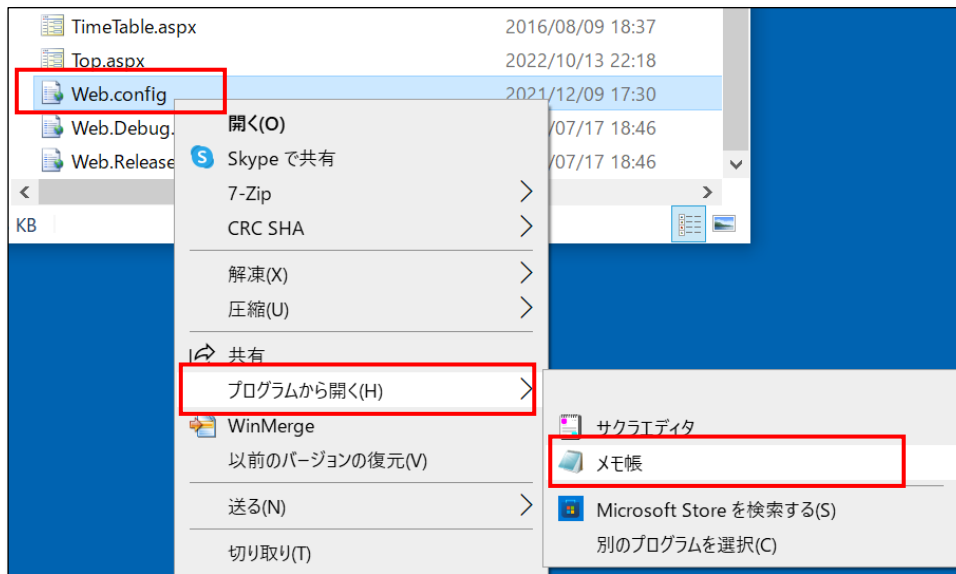 TimeTable.aspx 2016/08/09 18:37
Top.aspx 2022/10/13 22:18
Web.config 2021/12/09 17:30
Web.Debug. /07/17 18:46
Web.Release /07/17 18:46
KB
開く(O)
Skype で共有
7-Zip
CRC SHA
解凍(X)
圧縮(U)
共有
プログラムから開く(H)
WinMerge
以前のバージョンの復元(V)
送る(N)
切り取り(T)
サクラエディタ
メモ帳
Microsoft Store を検索する(S)
別のプログラムを選択(C)